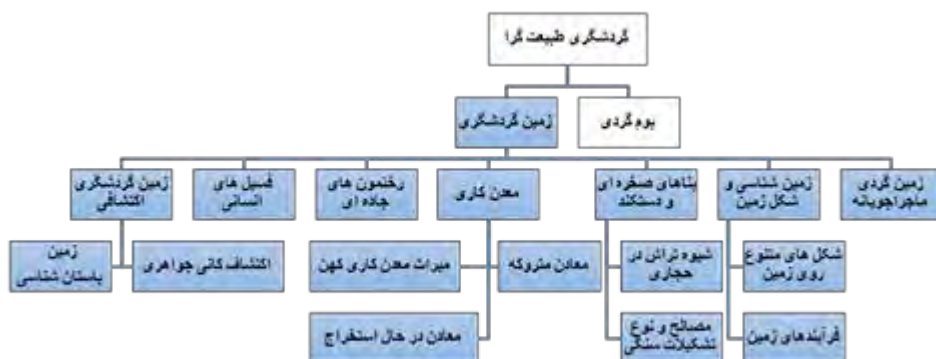 گردشگری طبیعت گرا
بوم گردی
زمین گردشگری
زمین گردی
ماجراجویانه
زمین شناسی و
شکل زمین
بناهای صخره ای
و دستکند
معدن کاری
رخنمون های
جاده ای
فسیل های
انسانی
زمین گردشگری
اکتشافی
شکل های متنوع
روی زمین
شیوه تراش در
حجاری
معادن متروکه
میراث معدن کاری کهن
اکتشاف کانی جواهری
زمین
باستان شناسی
فرآیندهای زمین
مصالح و نوع
تشکیلات سنگی
معادن در حال استخراج